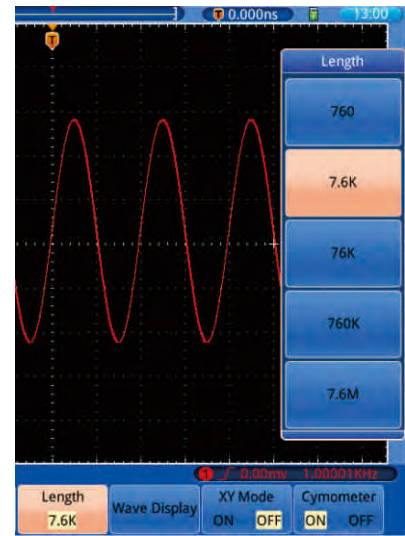 T 0.000ns 13:00
T
Length
760
7.6K
76K
760K
7.6M
1 0.00mv 1.00001KHz
Length
7.6K
Wave Display
XY Mode
ON OFF
Cymometer
ON OFF